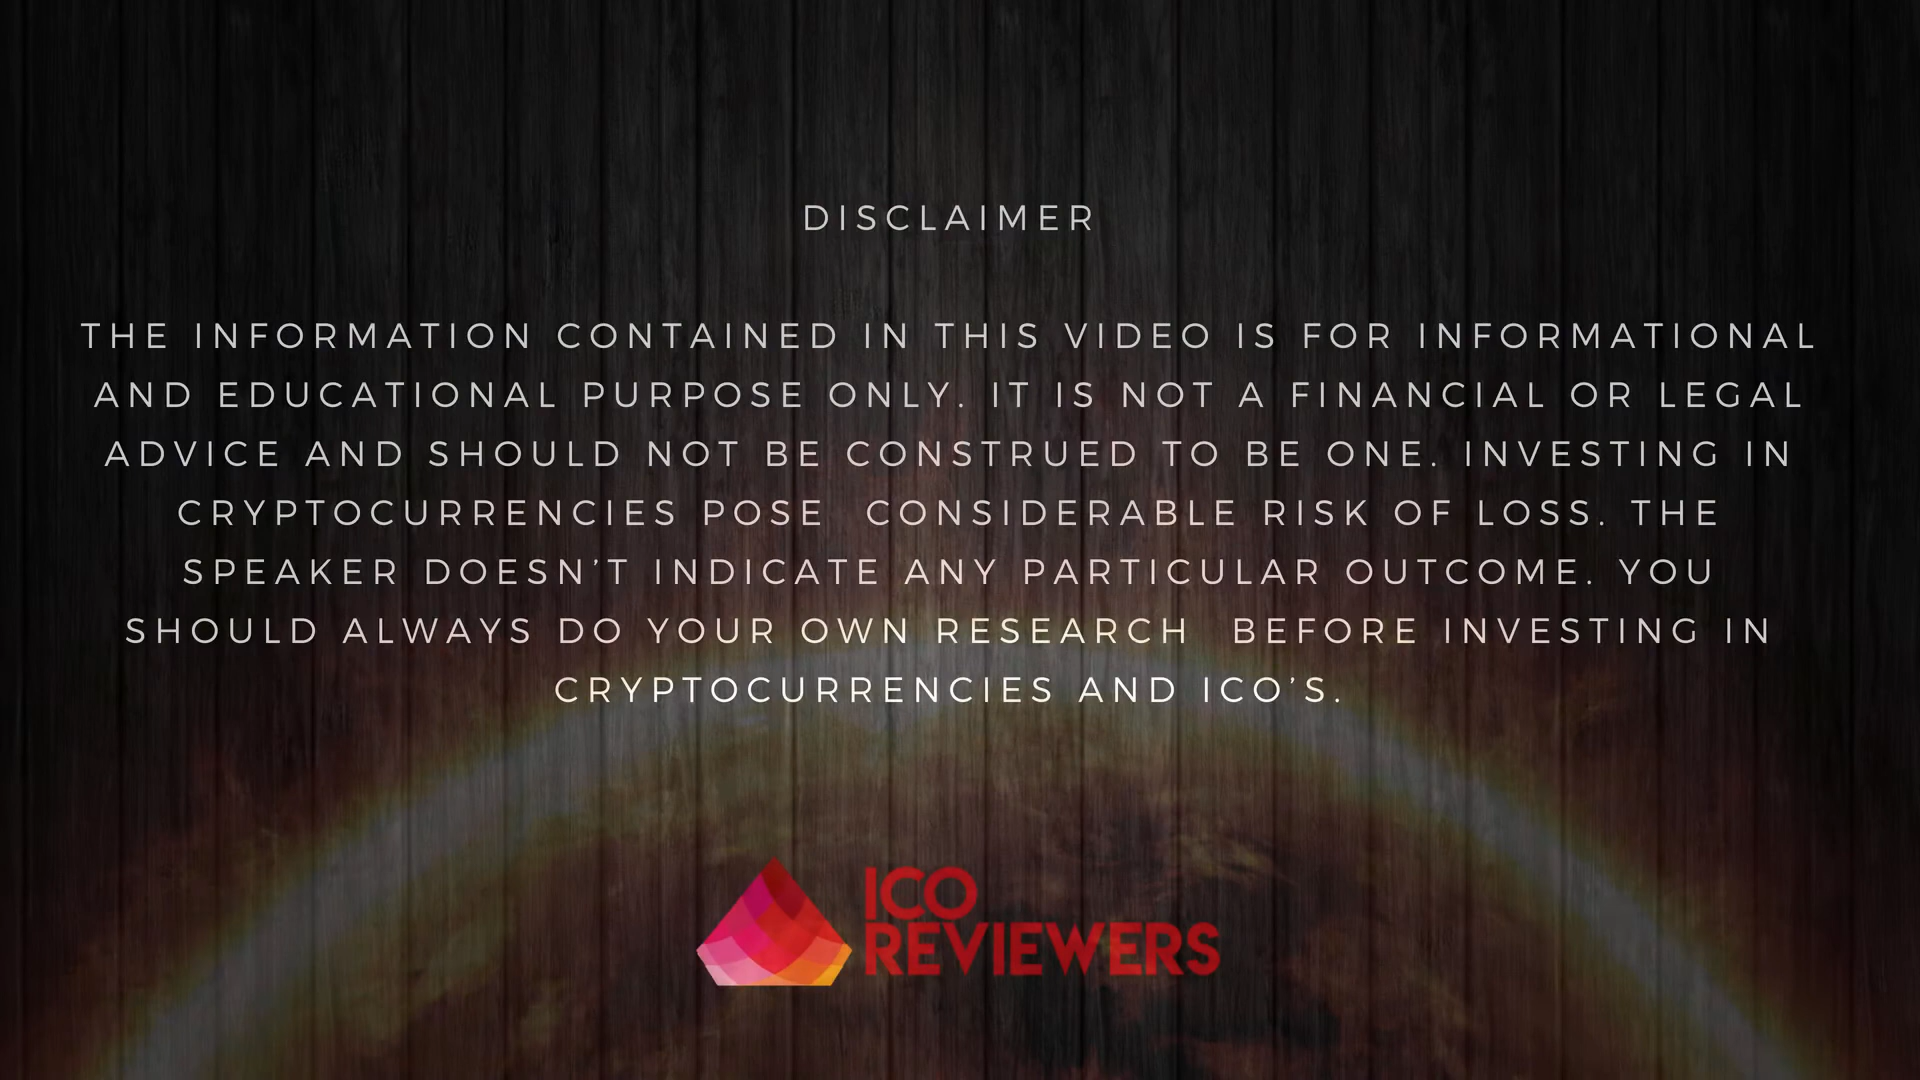 DISCLAIMER
THE INFORMATION CONTAINED IN THIS VIDEO IS FOR INFORMATIONAL
AND EDUCATIONAL PURPOSE ONLY. IT IS NOT A FINANCIAL OR LEGAL
ADVICE AND SHOULD NOT BE CONSTRUED TO BE ONE. INVESTING IN
CRYPTOCURRENCIES POSE CONSIDERABLE RISK OF LOSS. THE
SPEAKER DOESN’T INDICATE ANY PARTICULAR OUTCOME. YOU
SHOULD ALWAYS DO YOUR OWN RESEARCH BEFORE INVESTING IN
CRYPTOCURRENCIES AND ICO’S.
ICO
REVIEWERS